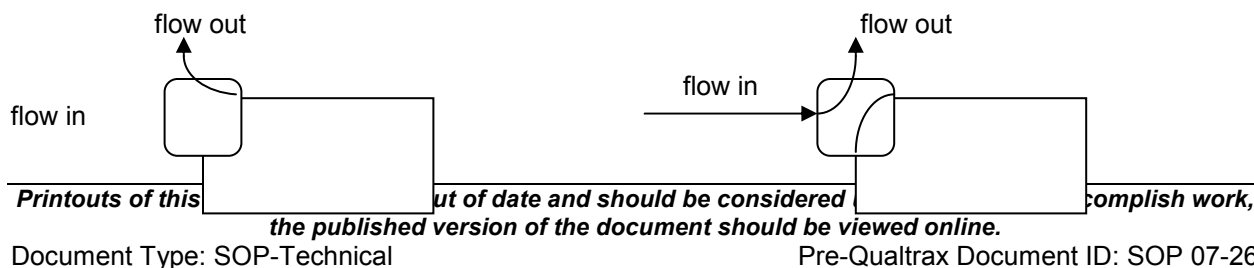 flow out
flow out
flow in
flow in
Printouts of this ut of date and should be considered complish work,
the published version of the document should be viewed online.
Document Type: SOP-Technical
Pre-Qualtrax Document ID: SOP 07-26